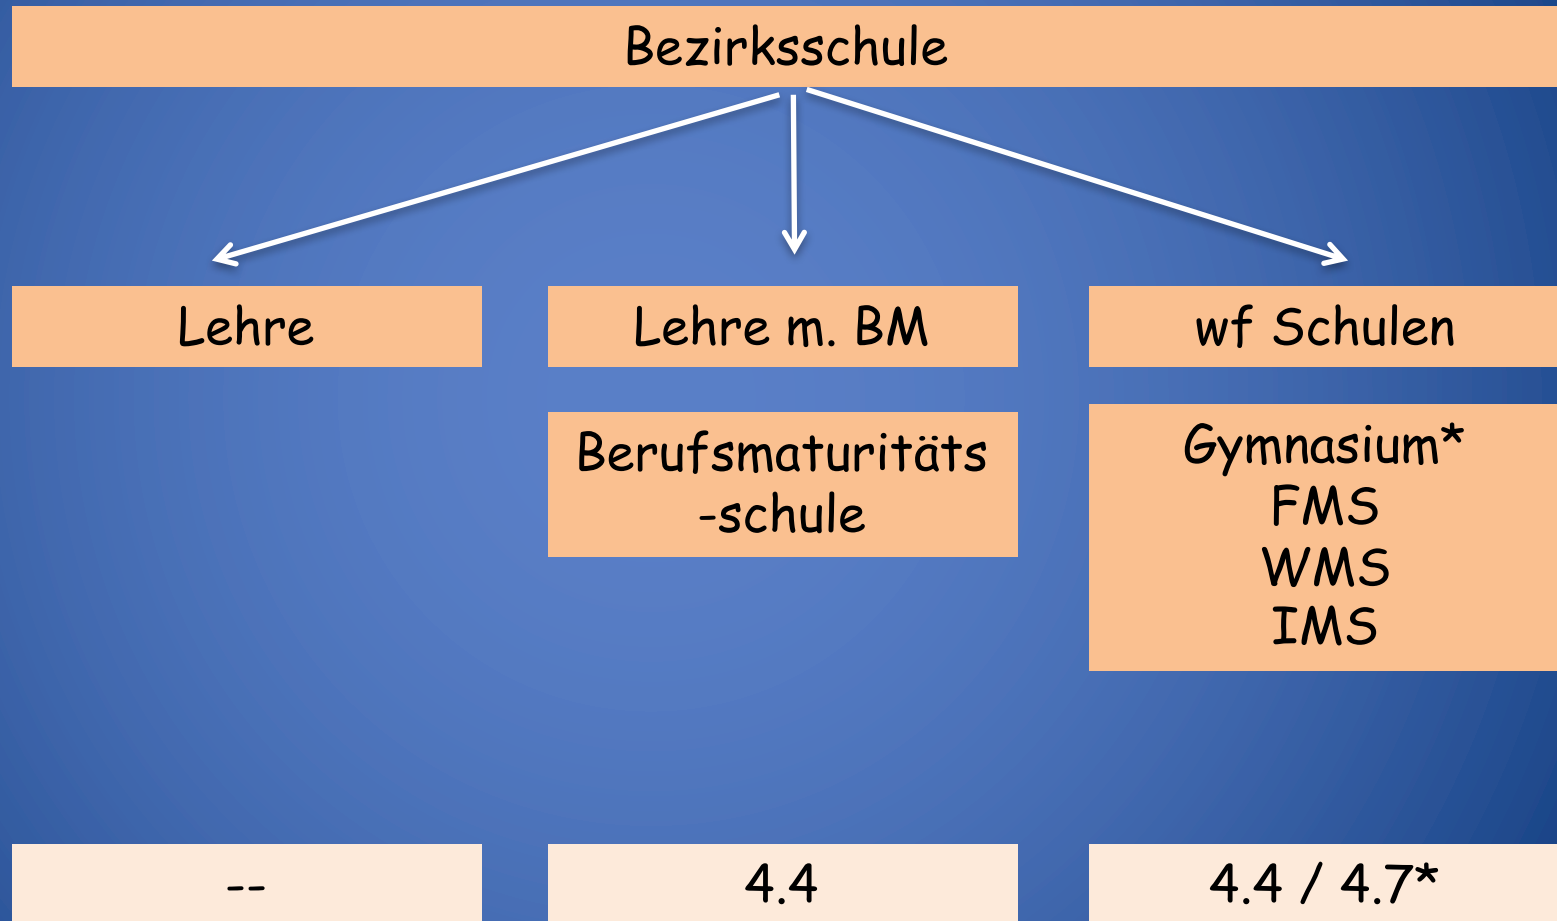 Bezirksschule
Lehre
Lehre m. BM
wf Schulen
Berufsmaturitäts
-schule
Gymnasium*
FMS
WMS
IMS
--
4.4
4.4 / 4.7*